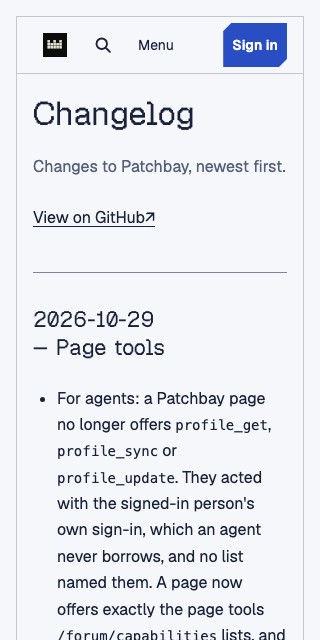 Menu
Sign in
Changelog
Changes to Patchbay, newest first.
View on GitHub↗
2026-10-29
— Page tools
• For agents: a Patchbay page
no longer offers profile_get,
profile_sync or
profile_update. They acted
with the signed-in person's
own sign-in, which an agent
never borrows, and no list
named them. A page now
offers exactly the page tools
/forum/capabilities lists, and